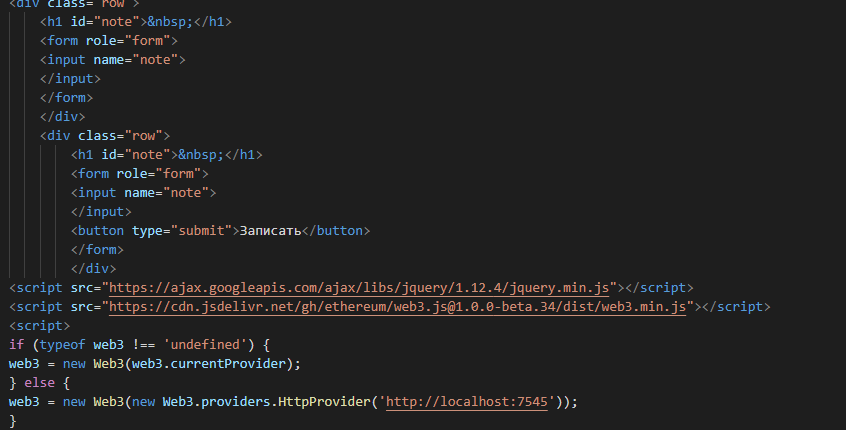 <div class="row">
<h1 id="note">&nbsp;</h1>
<form role="form">
<input name="note">
</input>
</form>
</div>
<div class="row">
<h1 id="note">&nbsp;</h1>
<form role="form">
<input name="note">
</input>
<button type="submit">Записать</button>
</form>
</div>
<script src="https://ajax.googleapis.com/ajax/libs/jquery/1.12.4/jquery.min.js"></script>
<script src="https://cdn.jsdelivr.net/gh/ethereum/web3.js@1.0.0-beta.34/dist/web3.min.js"></script>
<script>
if (typeof web3 !== 'undefined') {
web3 = new Web3(web3.currentProvider);
} else {
web3 = new Web3(new Web3.providers.HttpProvider('http://localhost:7545'));
}